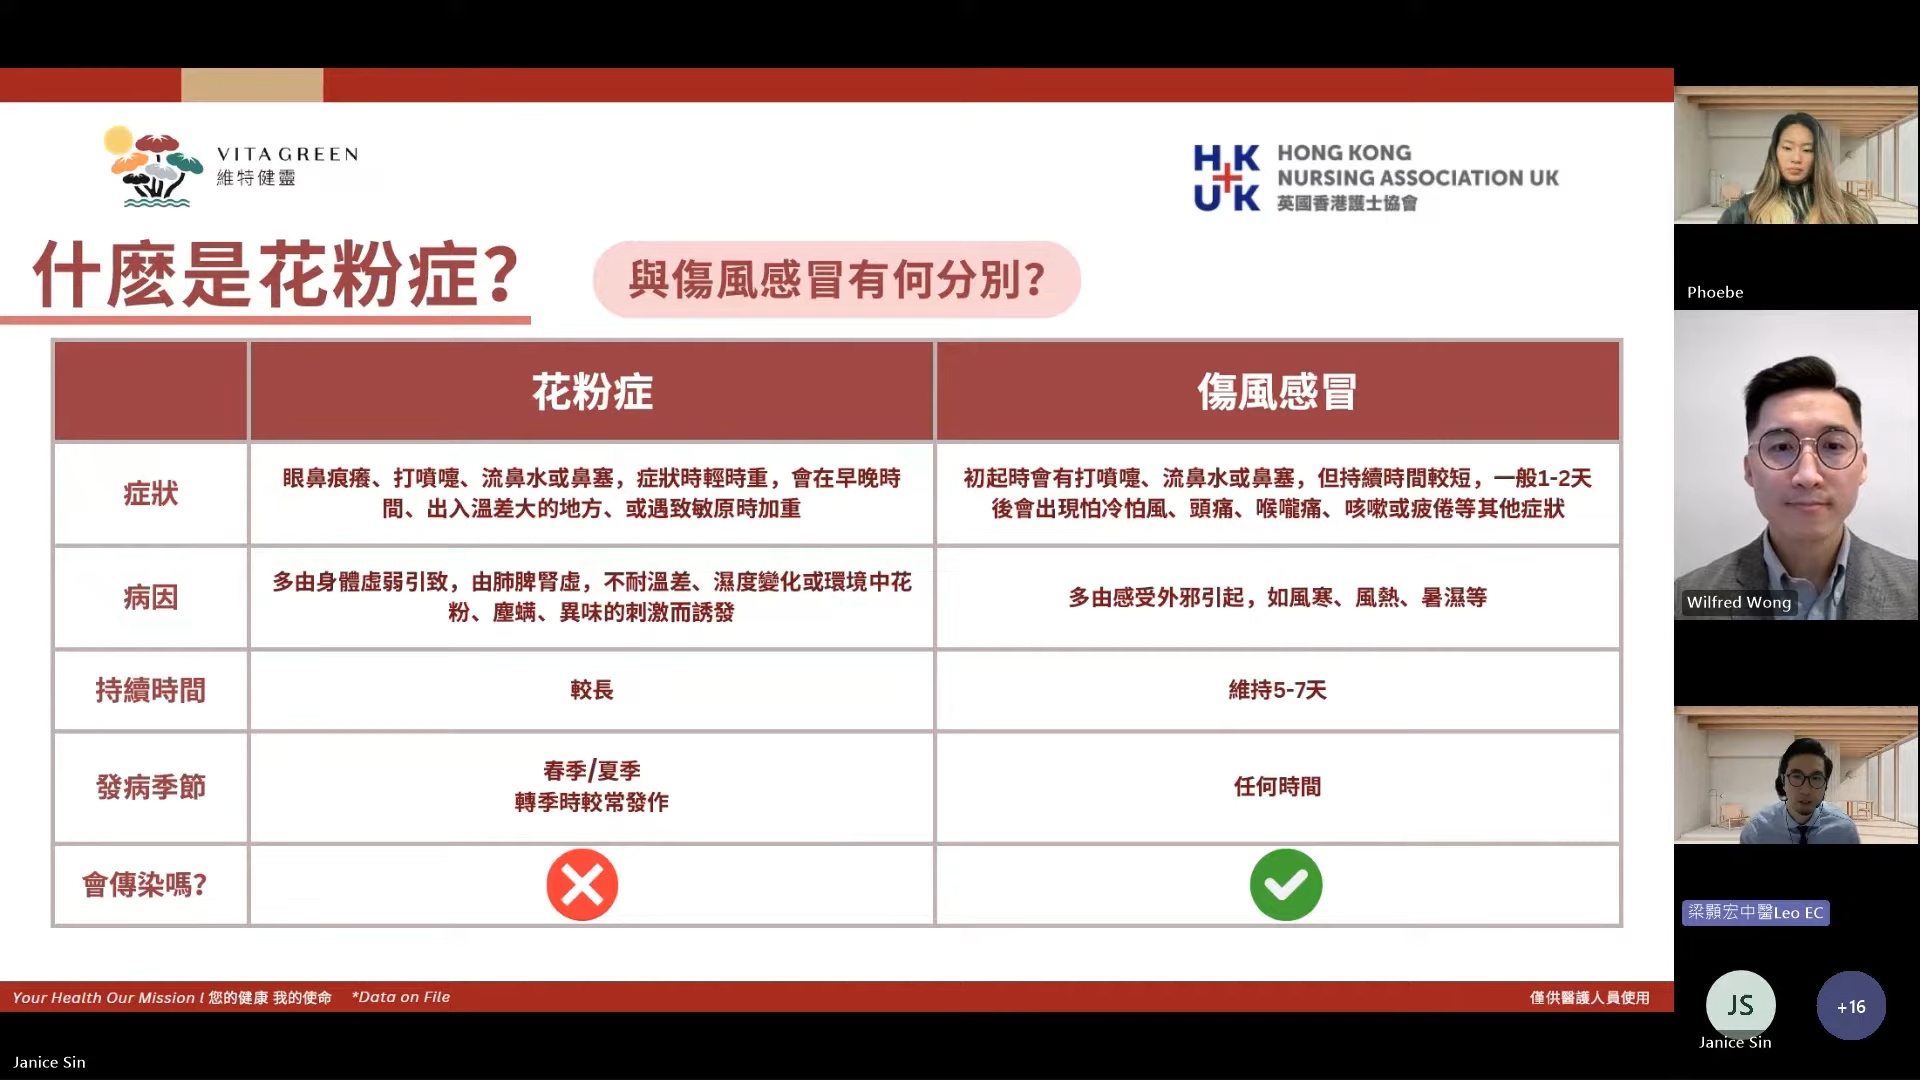 VITAGREEN
維特健靈
HK
UK
HONG KONG
NURSING ASSOCIATION UK
英國香港護士協會
什麽是花粉症？
與傷風感冒有何分別？
花粉症
傷風感冒
症狀
眼鼻痕癢、打噴嚏、流鼻水或鼻塞，症狀時輕時重，會在早晚時
間、出入溫差大的地方、或遇致敏原時加重
初起時會有打噴嚏、流鼻水或鼻塞，但持續時間較短，一般1-2天
後會出現怕冷怕風、頭痛、喉嚨痛、咳嗽或疲倦等其他症狀
病因
多由身體虛弱引致，由肺脾腎虛，不耐溫差、濕度變化或環境中花
粉、塵蟎、異味的刺激而誘發
多由感受外邪引起，如風寒、風熱、暑濕等
持續時間
較長
維持5-7天
發病季節
春季/夏季
轉季時較常發作
任何時間
會傳染嗎？
Your Health Our Mission l 您的健康 我的使命 *Data on File
僅供醫護人員使用
Phoebe
Wilfred Wong
梁顥宏中醫Leo EC
JS
+16
Janice Sin
Janice Sin